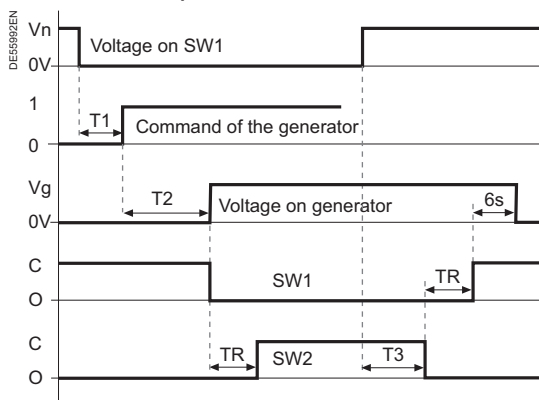 DE55992EN
Vn
Voltage on SW1
0V
1
T1
Command of the generator
0
Vg
T2
Voltage on generator
6s
0V
C
SW1
TR
O
C
TR
SW2
T3
O